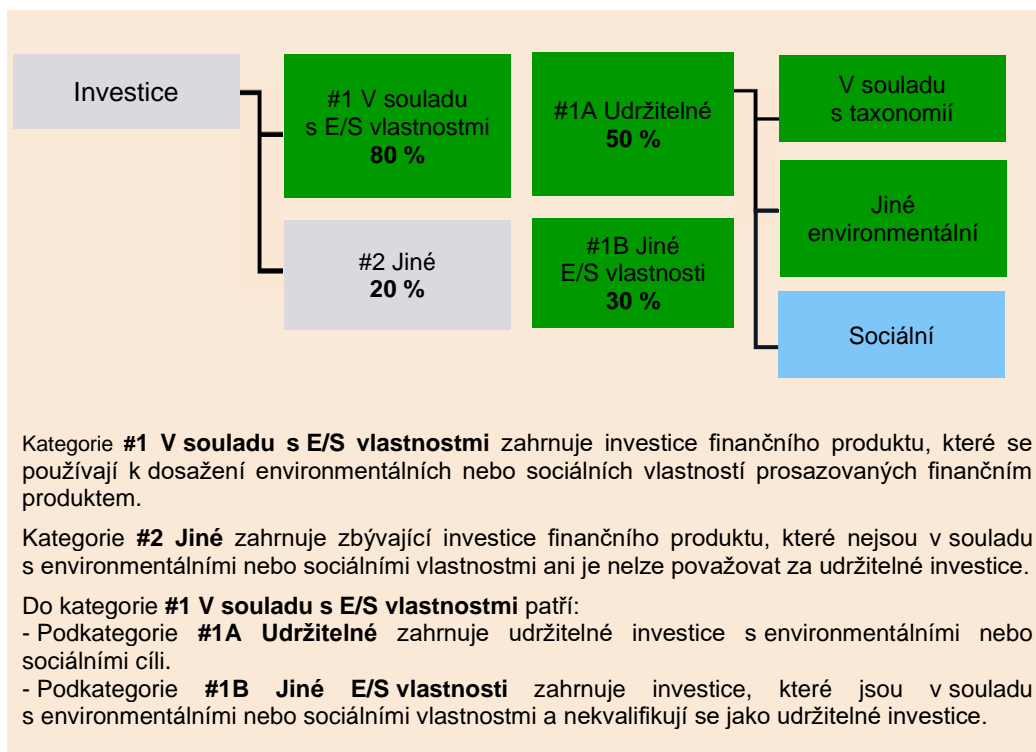 Investice
#1 V souladu
s E/S vlastnostmi
80 %
#2 Jiné
20 %
#1A Udržitelné
50 %
#1B Jiné
E/S vlastnosti
30 %
V souladu
s taxonomií
Jiné
environmentální
Sociální
Kategorie #1 V souladu s E/S vlastnostmi zahrnuje investice finančního produktu, které se
používají k dosažení environmentálních nebo sociálních vlastností prosazovaných finančním
produktem.
Kategorie #2 Jiné zahrnuje zbývající investice finančního produktu, které nejsou v souladu
s environmentálními nebo sociálními vlastnostmi ani je nelze považovat za udržitelné investice.
Do kategorie #1 V souladu s E/S vlastnostmi patří:
- Podkategorie #1A Udržitelné zahrnuje udržitelné investice s environmentálními nebo
sociálními cíli.
- Podkategorie #1B Jiné E/S vlastnosti zahrnuje investice, které jsou v souladu
s environmentálními nebo sociálními vlastnostmi a nekvalifikují se jako udržitelné investice.